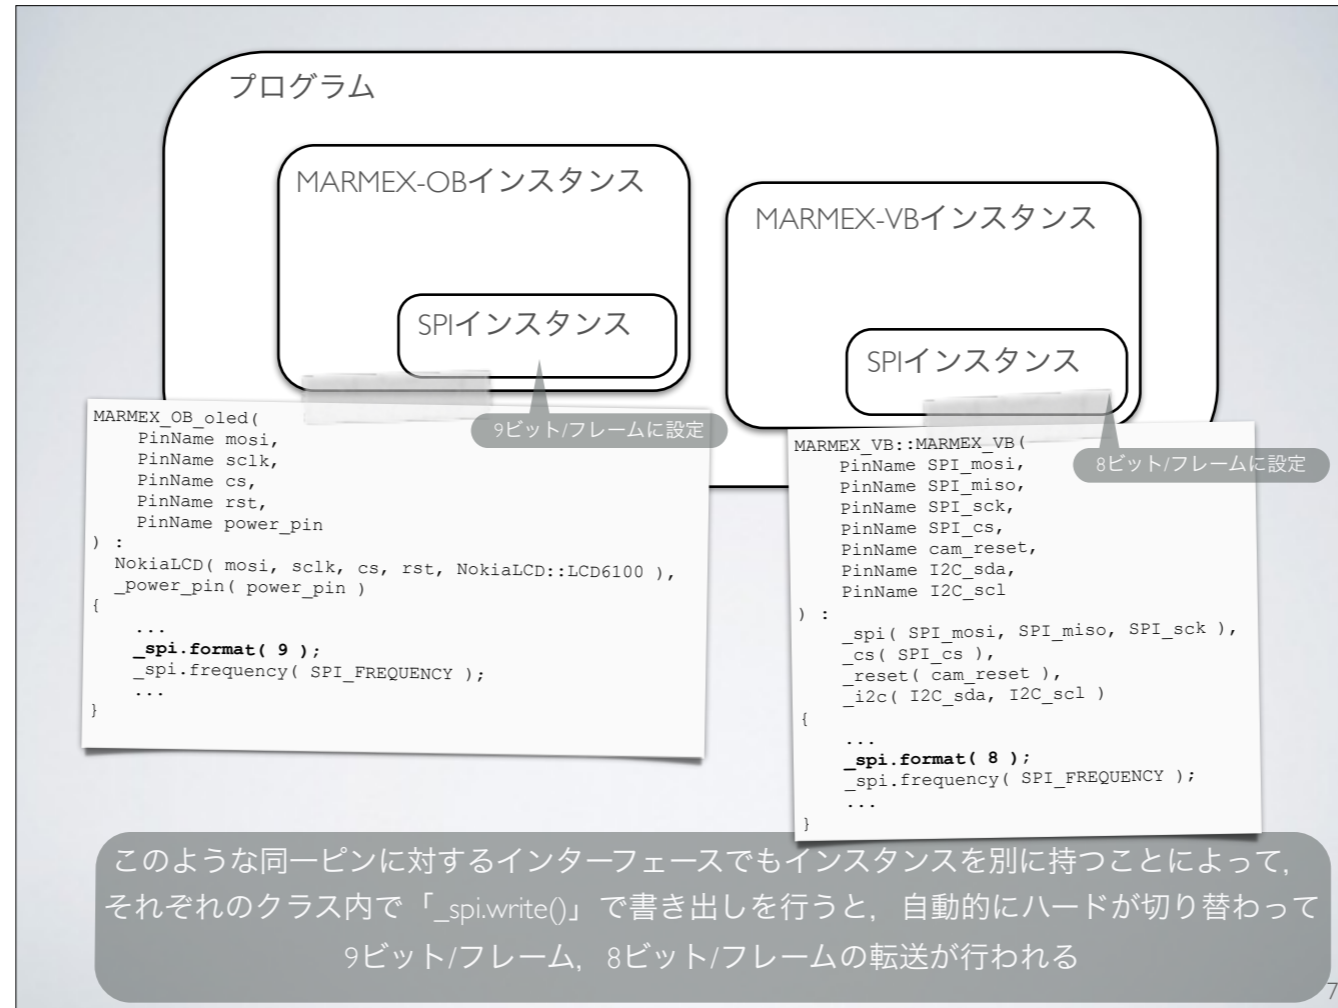 プログラム
MARMEX-OBインスタンス
SPIインスタンス
MARMEX-VBインスタンス
SPIインスタンス
9ビット/フレームに設定
MARMEX_OB_oled(
PinName mosi,
PinName sclk,
PinName cs,
PinName rst,
PinName power_pin
) :
NokiaLCD( mosi, sclk, cs, rst, NokiaLCD::LCD6100 ),
_power_pin( power_pin )
{
...
_spi.format( 9 );
_spi.frequency( SPI_FREQUENCY );
...
}
8ビット/フレームに設定
MARMEX_VB::MARMEX_VB(
PinName SPI_mosi,
PinName SPI_miso,
PinName SPI_sck,
PinName SPI_cs,
PinName cam_reset,
PinName I2C_sda,
PinName I2C_scl
) :
_spi( SPI_mosi, SPI_miso, SPI_sck ),
_cs( SPI_cs ),
_reset( cam_reset ),
_i2c( I2C_sda, I2C_scl )
{
...
_spi.format( 8 );
_spi.frequency( SPI_FREQUENCY );
...
}
このような同一ピンに対するインターフェースでもインスタンスを別に持つことによって，
それぞれのクラス内で「_spi.write()」で書き出しを行うと，自動的にハードが切り替わって
9ビット/フレーム，8ビット/フレームの転送が行われる
7